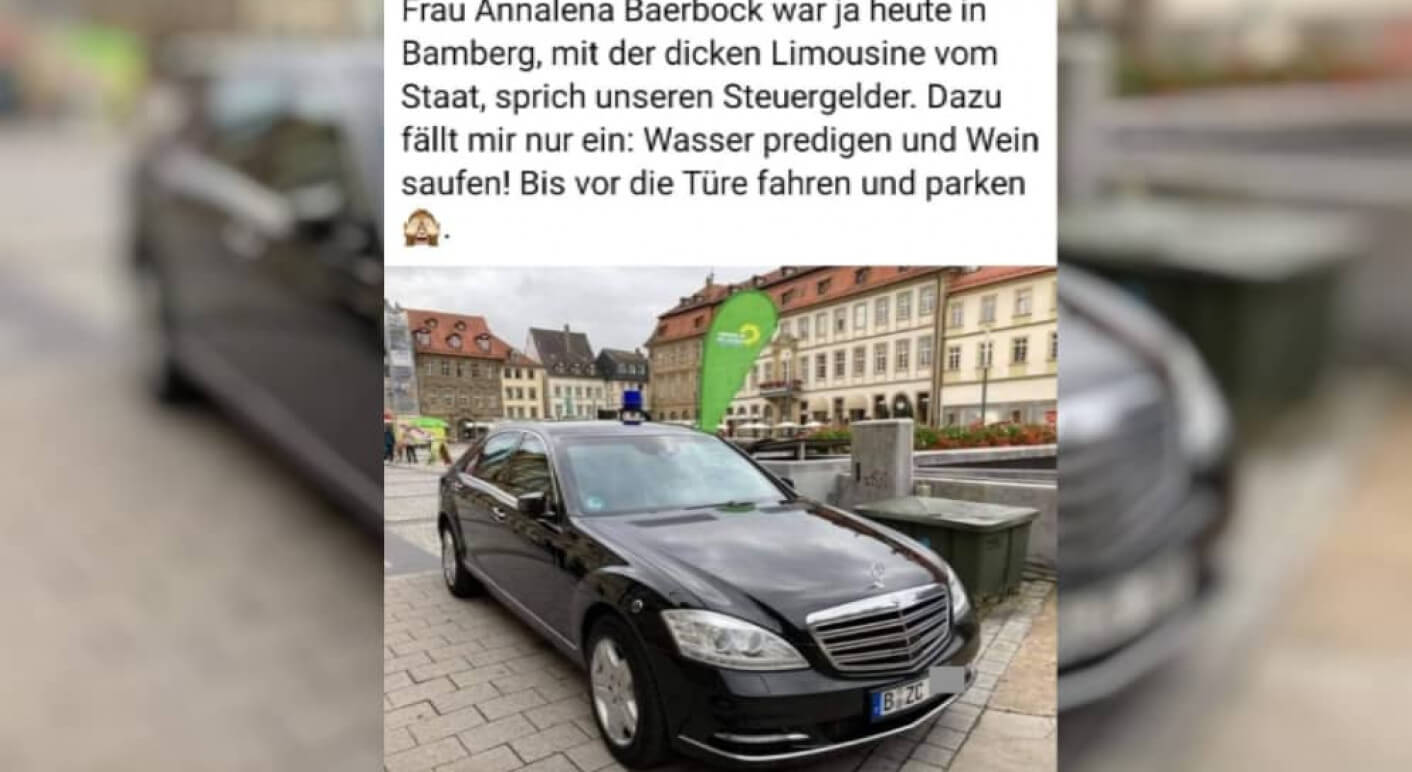 Frau Annalena Baerbock war ja heute in
Bamberg, mit der dicken Limousine vom
Staat, sprich unseren Steuergelder. Dazu
fällt mir nur ein: Wasser predigen und Wein
saufen! Bis vor die Türe fahren und parken
🙈.
B ZC